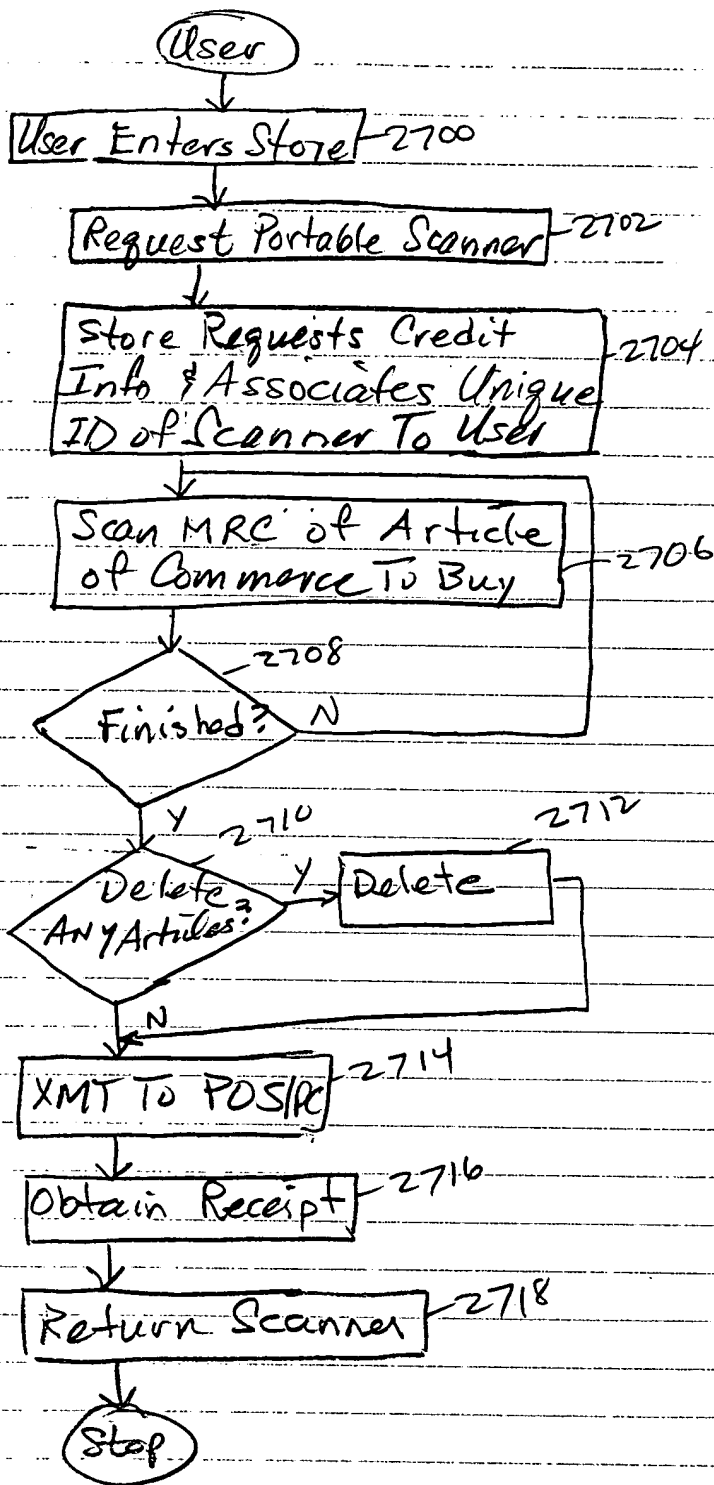 User
User Enters Store 2700
Request Portable Scanner 2702
Store Requests Credit 2704
Info & Associates Unique
ID of Scanner To User
Scan MRC of Article
of Commerce To Buy 2706
2708
Finished? N
Y
2710
2712
Delete Y Delete
ANY Articles?
N
XMT To POS/PC 2714
Obtain Receipt 2716
Return Scanner 2718
Stop